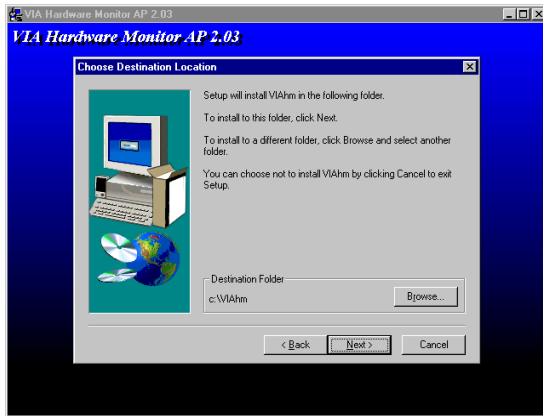 VIA Hardware Monitor AP 2.03
VIA Hardware Monitor AP 2.03
Choose Destination Location
Setup will install VIAhm in the following folder.
To install to this folder, click Next.
To install to a different folder, click Browse and select another
folder.
You can choose not to install VIAhm by clicking Cancel to exit
Setup.
Destination Folder
c:\VIAhm
Browse...
< Back
Next >
Cancel